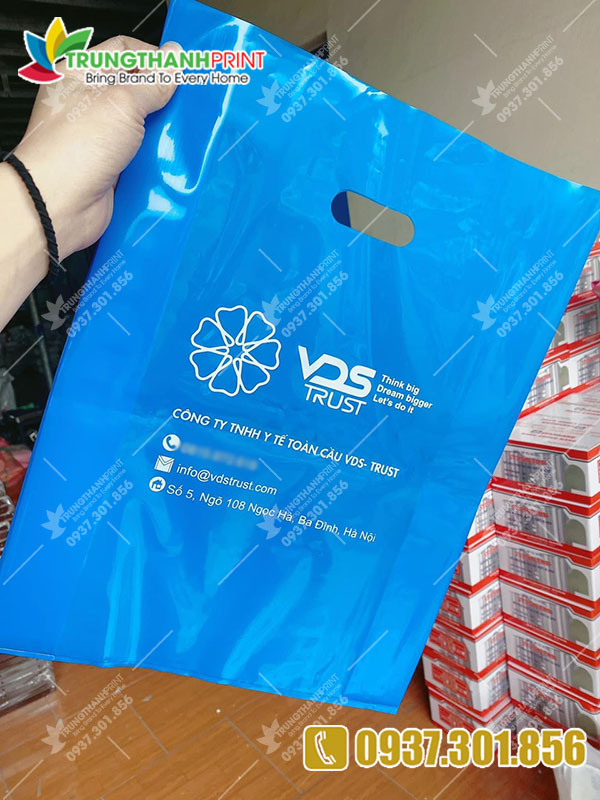 TRUNGTHANHPRINT
Bring Brand To Every Home
VDS
TRUST
Think big
Dream bigger
Let's do it
CÔNG TY TNHH Y TẾ TOÀN CẦU VDS- TRUST
info@vdstrust.com
Số 5, Ngõ 108 Ngọc Hà, Ba Đình, Hà Nội
0937.301.856